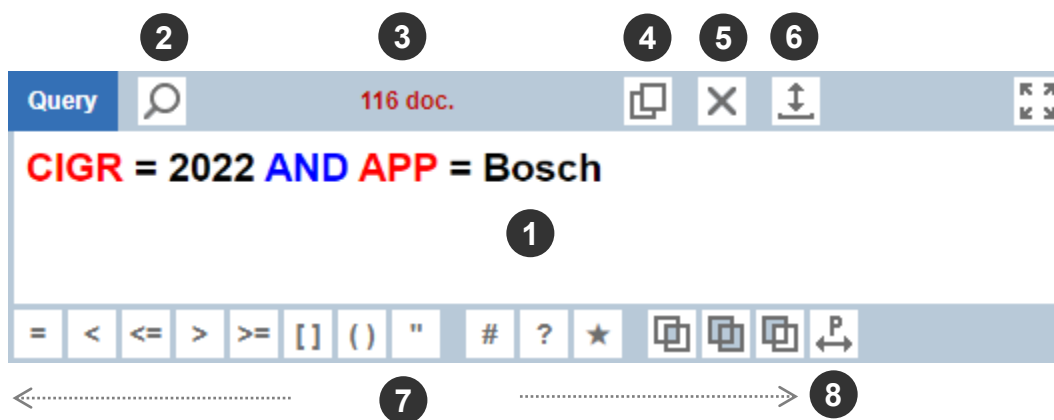 2 3 4 5 6
Query 116 doc.
CIGR = 2022 AND APP = Bosch
1
= < <= > >= [ ] ( ) " # ? ★ P
7 8